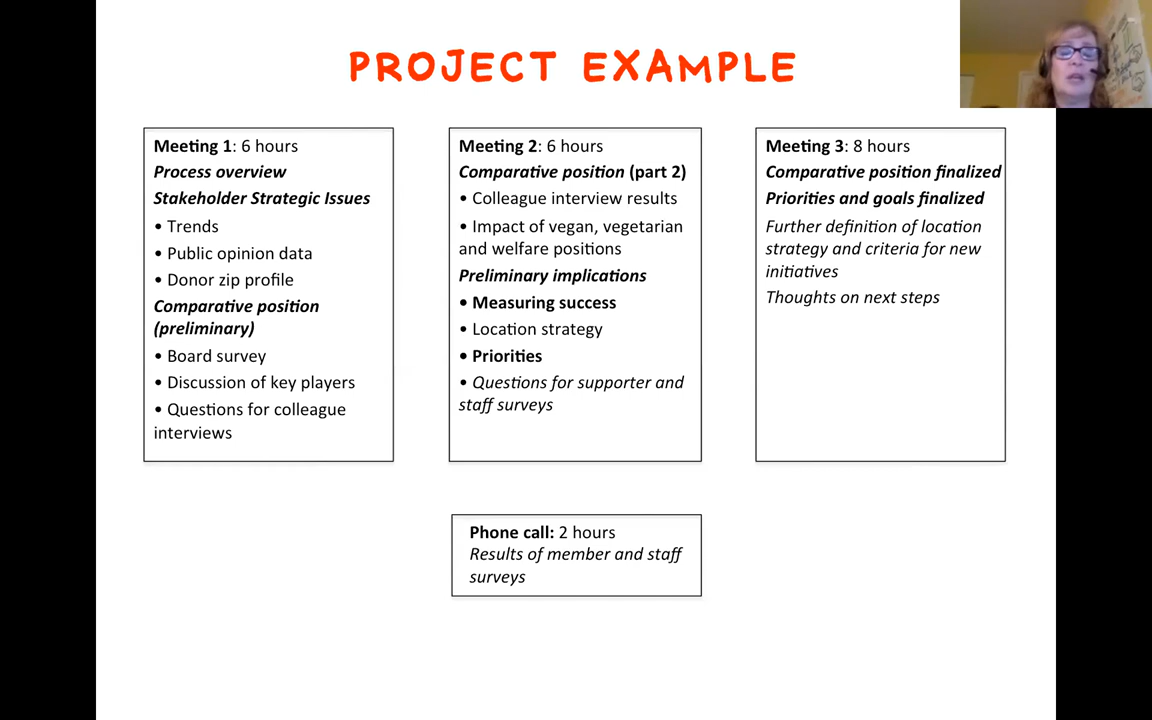 PROJECT EXAMPLE
Meeting 1: 6 hours
Process overview
Stakeholder Strategic Issues
• Trends
• Public opinion data
• Donor zip profile
Comparative position
(preliminary)
• Board survey
• Discussion of key players
• Questions for colleague
interviews
Meeting 2: 6 hours
Comparative position (part 2)
• Colleague interview results
• Impact of vegan, vegetarian
and welfare positions
Preliminary implications
• Measuring success
• Location strategy
• Priorities
• Questions for supporter and
staff surveys
Meeting 3: 8 hours
Comparative position finalized
Priorities and goals finalized
Further definition of location
strategy and criteria for new
initiatives
Thoughts on next steps
Phone call: 2 hours
Results of member and staff
surveys